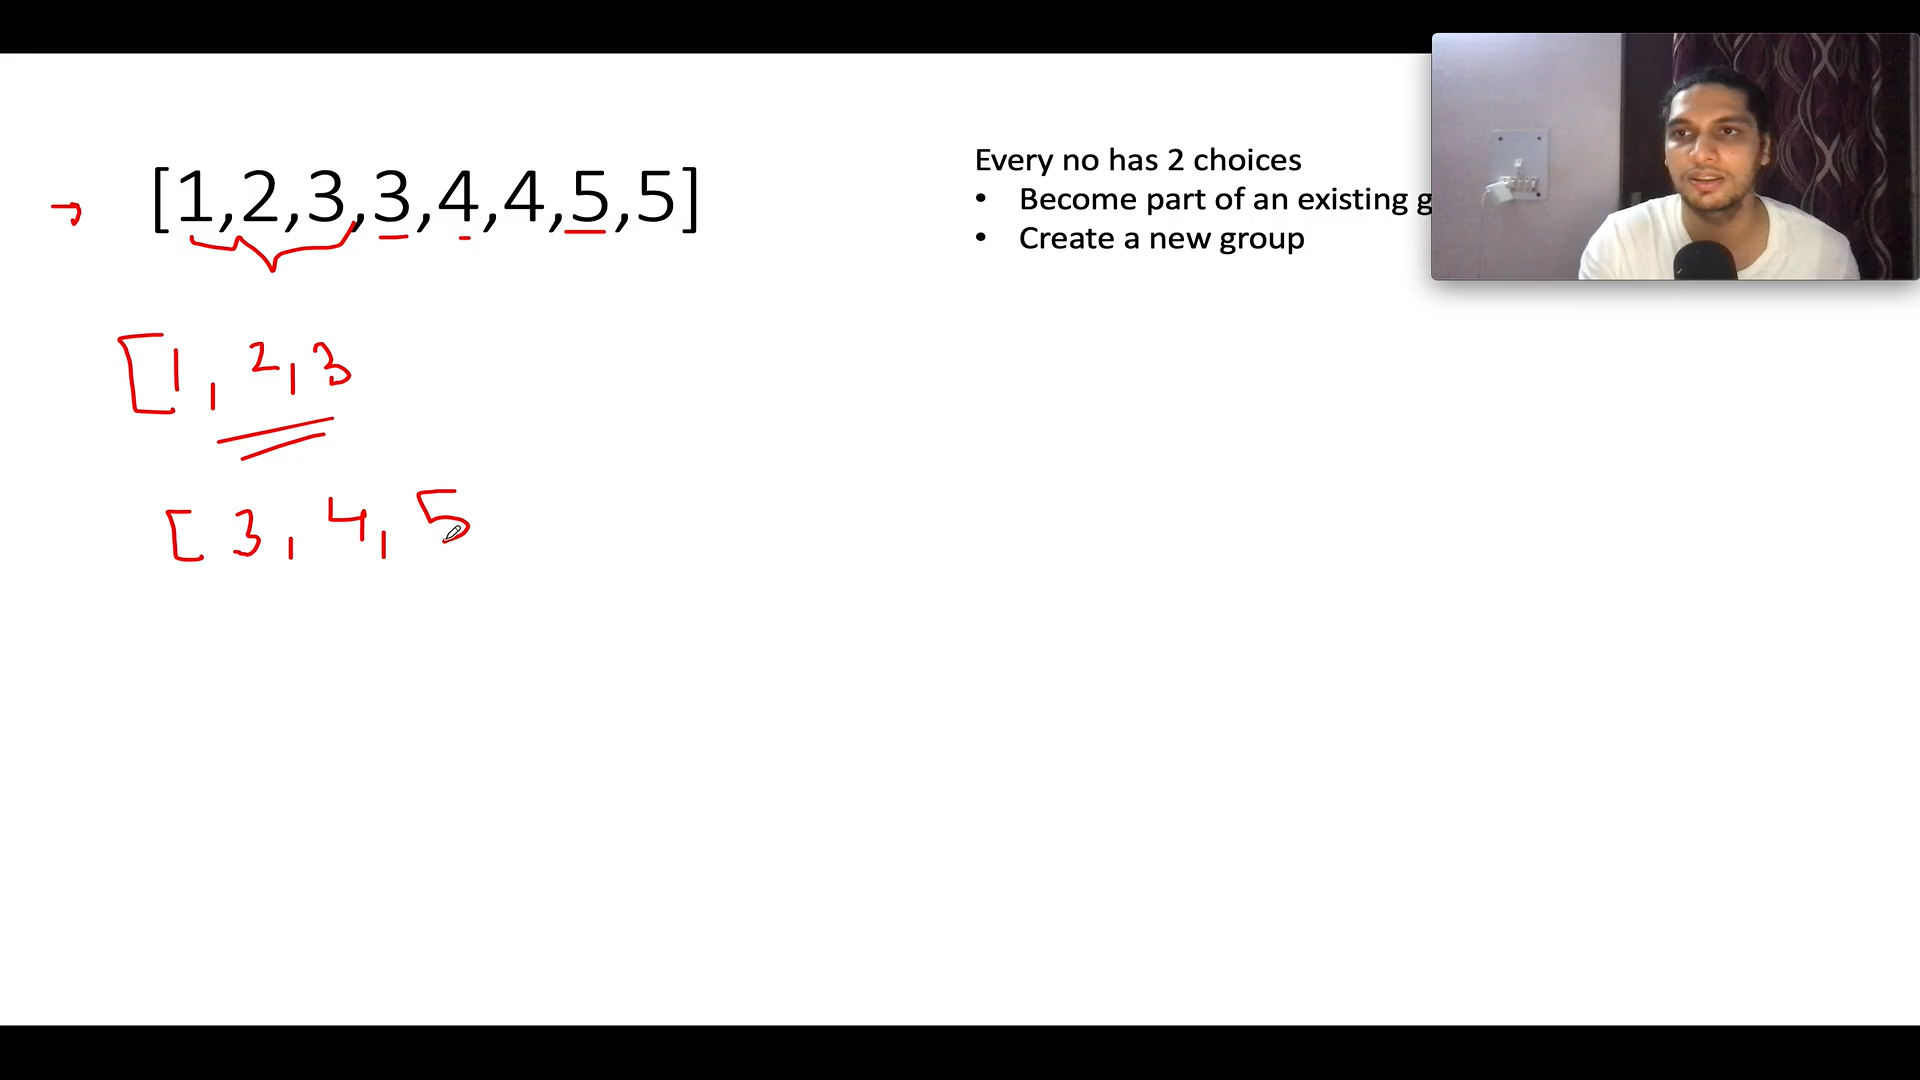 [1,2,3,3,4,4,5,5]
Every no has 2 choices
• Become part of an existing g
• Create a new group
[1, 2, 3
[ 3, 4, 5